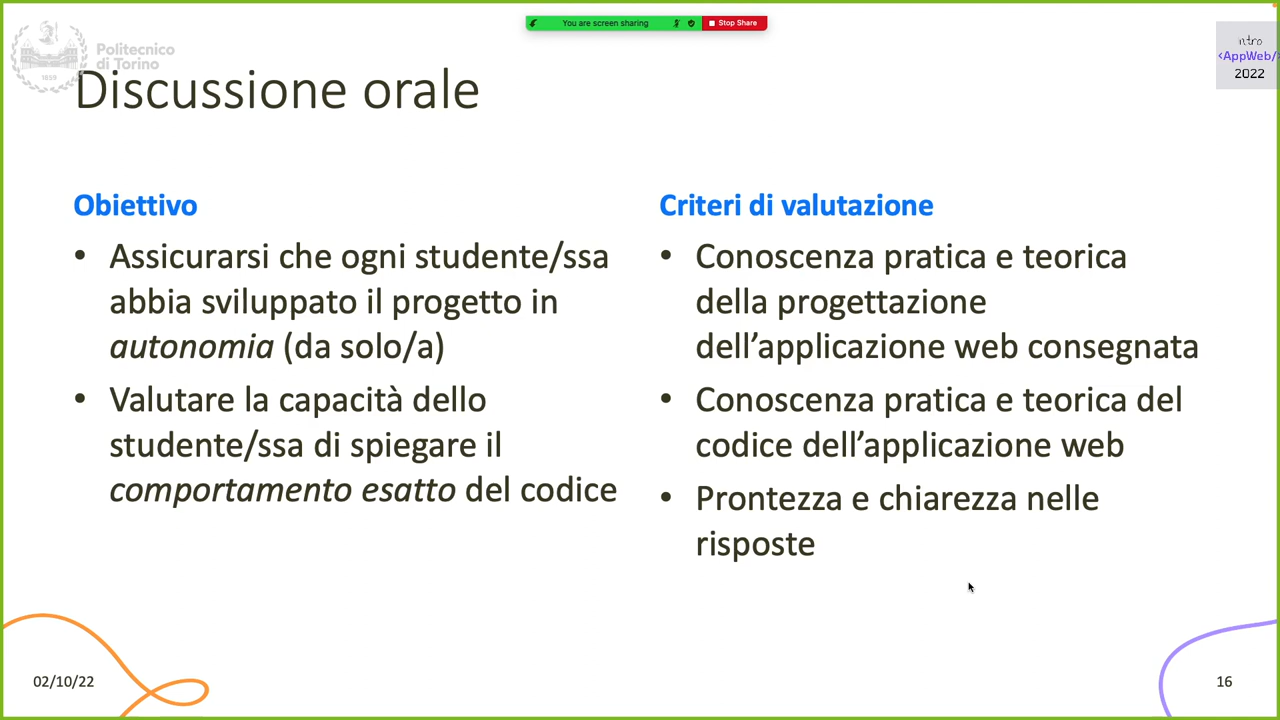 You are screen sharing
Stop Share
Politecnico
di Torino
1859
ntro
<AppWeb/>
2022
Discussione orale
Obiettivo
• Assicurarsi che ogni studente/ssa
abbia sviluppato il progetto in
autonomia (da solo/a)
• Valutare la capacità dello
studente/ssa di spiegare il
comportamento esatto del codice
Criteri di valutazione
• Conoscenza pratica e teorica
della progettazione
dell’applicazione web consegnata
• Conoscenza pratica e teorica del
codice dell’applicazione web
• Prontezza e chiarezza nelle
risposte
02/10/22
16